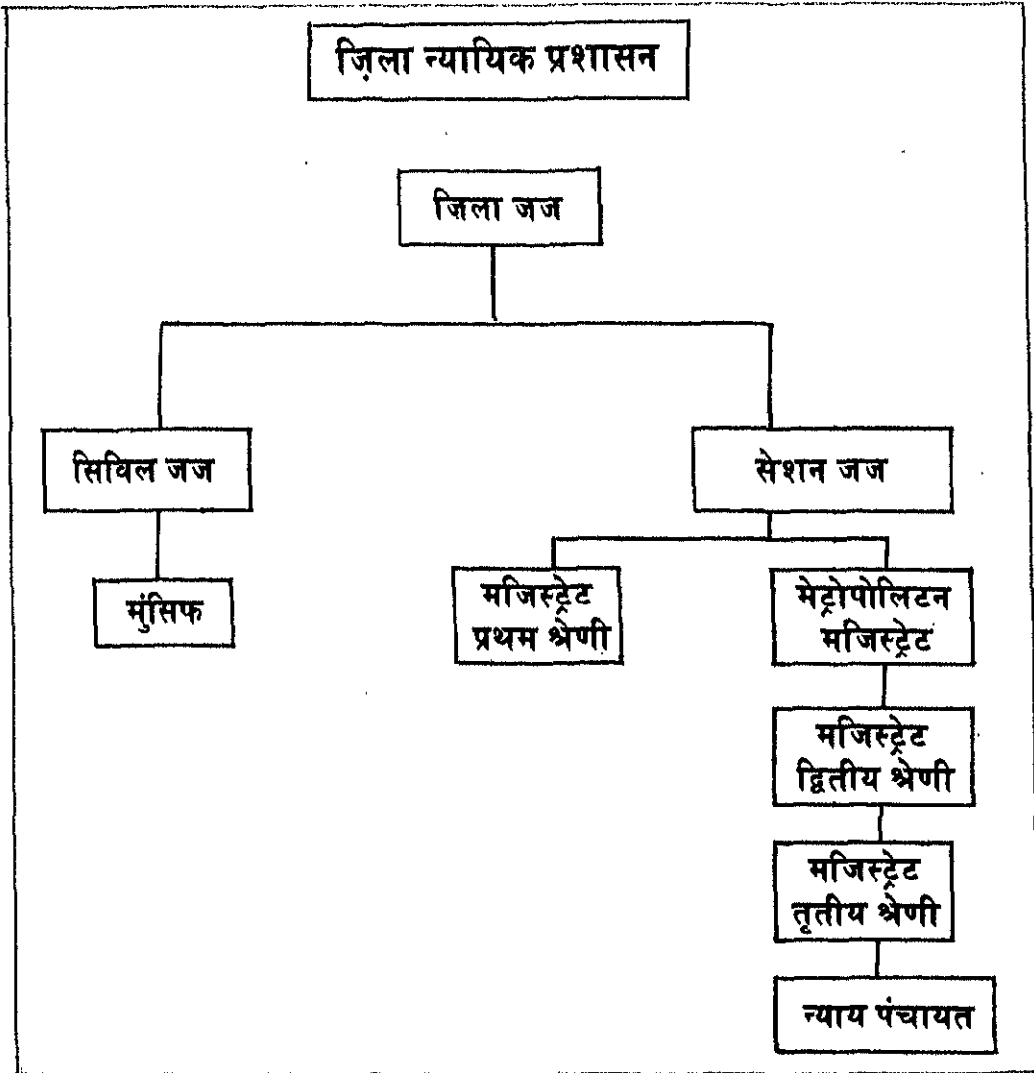 ज़िला न्यायिक प्रशासन
जिला जज
सिविल जज
सेशन जज
मुंसिफ
मजिस्ट्रेट
प्रथम श्रेणी
मेट्रोपोलिटन
मजिस्ट्रेट
मजिस्ट्रेट
द्वितीय श्रेणी
मजिस्ट्रेट
तृतीय श्रेणी
न्याय पंचायत